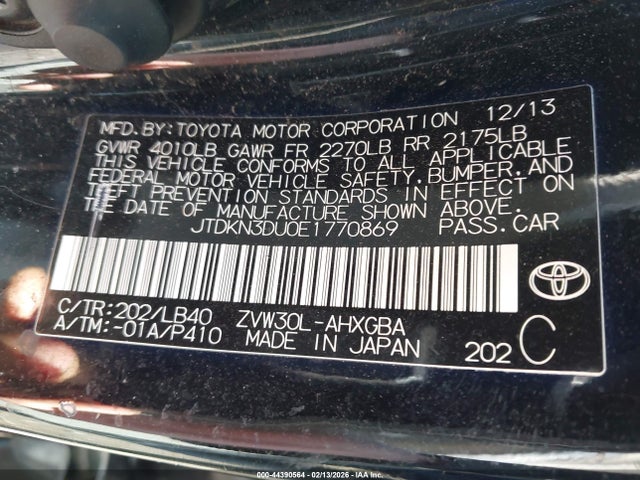 MFD. BY: TOYOTA MOTOR CORPORATION 12/13
GVWR 4010LB GAWR FR 2270LB RR 2175LB
THIS VEHICLE CONFORMS TO ALL APPLICABLE
FEDERAL MOTOR VEHICLE SAFETY, BUMPER, AND
THEFT PREVENTION STANDARDS IN EFFECT ON
THE DATE OF MANUFACTURE SHOWN ABOVE.
JTDKN3DU0E1770869 PASS. CAR
C/TR: 202/LB40 ZVW30L-AHXGBA
A/TM: -01A/P410 MADE IN JAPAN 202 C
000-44390564 - 02/13/2026 - Copyright IAA, Inc.